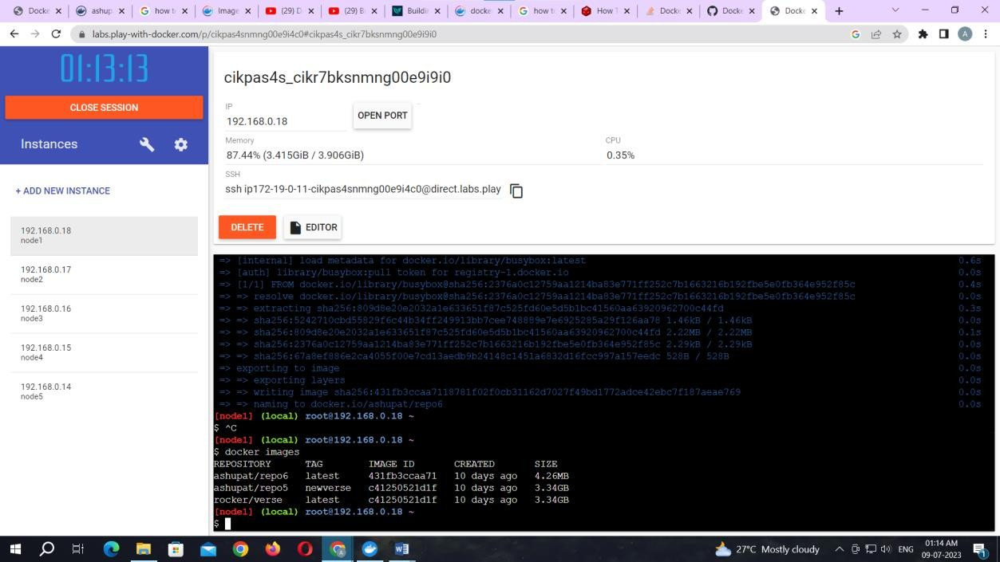 Docke
ashup
how to
Image
(29) D
(29) B
Buildin
docke
how to
How T
Docke
Docke
Docke
labs.play-with-docker.com/p/cikpas4snmng00e9i4c0#cikpas4s_cikr7bksnmng00e9i9i0
A
01:13:13
CLOSE SESSION
Instances
+ ADD NEW INSTANCE
192.168.0.18
node1
192.168.0.17
node2
192.168.0.16
node3
192.168.0.15
node4
192.168.0.14
node5
cikpas4s_cikr7bksnmng00e9i9i0
IP
192.168.0.18
OPEN PORT
Memory
87.44% (3.415GiB / 3.906GiB)
CPU
0.35%
SSH
ssh ip172-19-0-11-cikpas4snmng00e9i4c0@direct.labs.play
DELETE
EDITOR
=> [internal] load metadata for docker.io/library/busybox:latest 0.6s
=> [auth] library/busybox:pull token for registry-1.docker.io 0.0s
=> [1/1] FROM docker.io/library/busybox@sha256:2376a0c12759aa1214ba83e771ff252c7b1663216b192fbe5e0fb364e952f85c 0.4s
=> => resolve docker.io/library/busybox@sha256:2376a0c12759aa1214ba83e771ff252c7b1663216b192fbe5e0fb364e952f85c 0.0s
=> => extracting sha256:809d8e20e2032a1e633651f87c525fd60e5d5b1bc41560aa63920962700c44fd 0.3s
=> => sha256:5242710cbd55829f6c44b34ff249913bb7cee748889e7e6925285a29f126aa78 1.46kB / 1.46kB 0.0s
=> => sha256:809d8e20e2032a1e633651f87c525fd60e5d5b1bc41560aa63920962700c44fd 2.22MB / 2.22MB 0.1s
=> => sha256:2376a0c12759aa1214ba83e771ff252c7b1663216b192fbe5e0fb364e952f85c 2.29kB / 2.29kB 0.0s
=> => sha256:67a8ef886e2ca4055f00e7cd13aedb9b24148c1451a6832d16fcc997a157eedc 528B / 528B 0.0s
=> exporting to image 0.0s
=> => exporting layers 0.0s
=> => writing image sha256:431fb3ccaa7118781f02f0cb31162d7027f49bd1772adce42ebc7f187aeae769 0.0s
=> => naming to docker.io/ashupat/repo6 0.0s
[node1] (local) root@192.168.0.18 ~
$ ^C
[node1] (local) root@192.168.0.18 ~
$ docker images
REPOSITORY TAG IMAGE ID CREATED SIZE
ashupat/repo6 latest 431fb3ccaa71 10 days ago 4.26MB
ashupat/repo5 newverse c41250521d1f 10 days ago 3.34GB
rocker/verse latest c41250521d1f 10 days ago 3.34GB
[node1] (local) root@192.168.0.18 ~
$
27°C Mostly cloudy
ENG
01:14 AM
09-07-2023
1